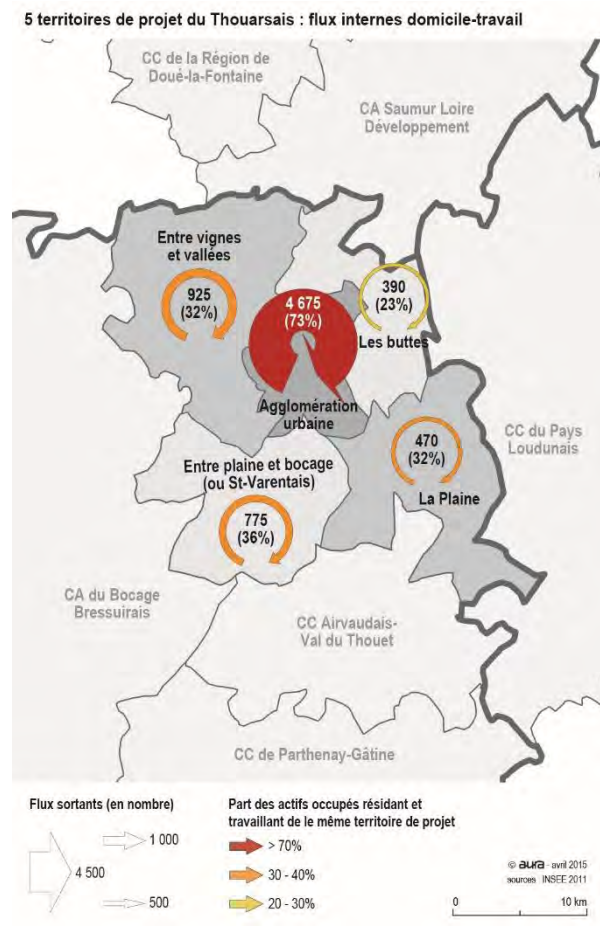 5 territoires de projet du Thouarsais : flux internes domicile-travail
CC de la Région de
Doué-la-Fontaine
CA Saumur Loire
Développement
Entre vignes
et vallées
925
(32%)
4 675
(73%)
390
(23%)
Les buttes
Agglomération
urbaine
CC du Pays
Loudunais
470
(32%)
La Plaine
Entre plaine et bocage
(ou St-Varentais)
775
(36%)
CA du Bocage
Bressuirais
CC Airvaudais-
Val du Thouet
CC de Parthenay-Gâtine
Flux sortants (en nombre)
1 000
4 500
500
Part des actifs occupés résidant et
travaillant de le même territoire de projet
> 70%
30 - 40%
20 - 30%
© aura - avril 2015
sources : INSEE 2011
0 10 km